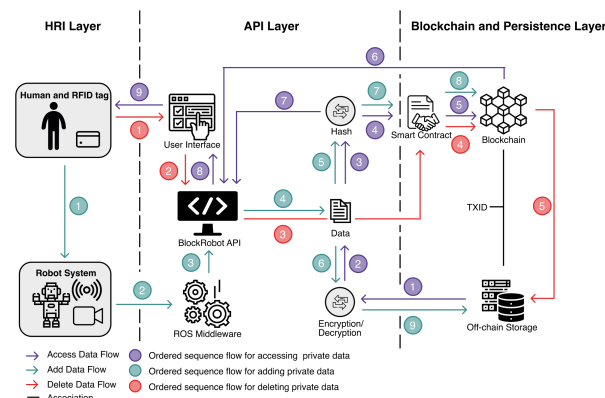 HRI Layer
API Layer
Blockchain and Persistence Layer
Human and RFID tag
9
1
User Interface
6
7
7
4
Hash
8
5
4
Smart Contract
Blockchain
2
8
5
3
1
4
3
BlockRobot API
Data
TXID
5
3
6
2
Robot System
2
ROS Middleware
Encryption/
Decryption
1
9
Off-chain Storage
Access Data Flow
Ordered sequence flow for accessing private data
Add Data Flow
Ordered sequence flow for adding private data
Delete Data Flow
Ordered sequence flow for deleting private data
Association